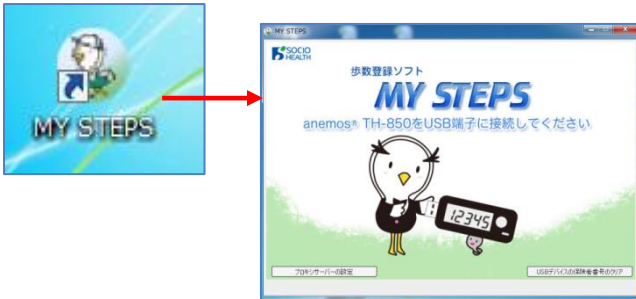 MY STEPS
MY STEPS
SOCIO
HEALTH
歩数登録ソフト
MY STEPS
anemos® TH-850をUSB端子に接続してください
12345
プロキシサーバーの設定
USBデバイスの保険者番号のクリア